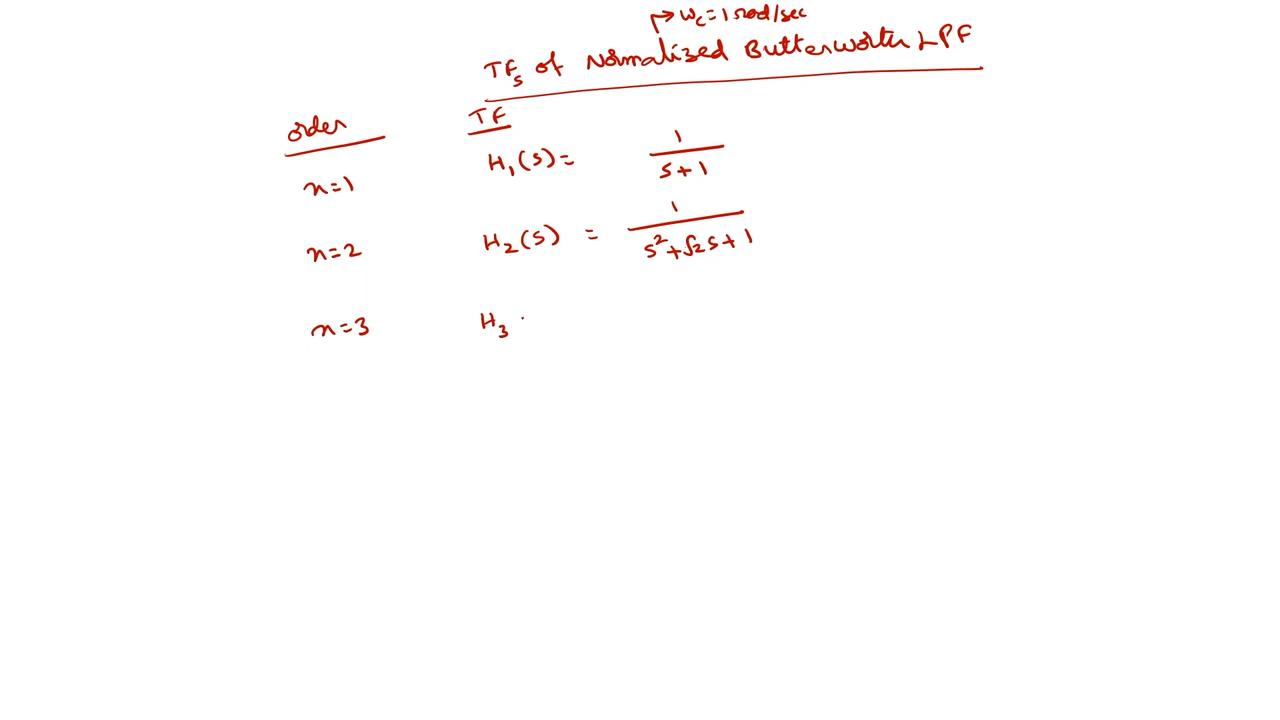 → ωc = 1 rad/sec
TFs of Normalized Butterworth LPF
order TF
n=1 H₁(s) = 1/(s+1)
n=2 H₂(s) = 1/(s²+√2s+1)
n=3 H₃